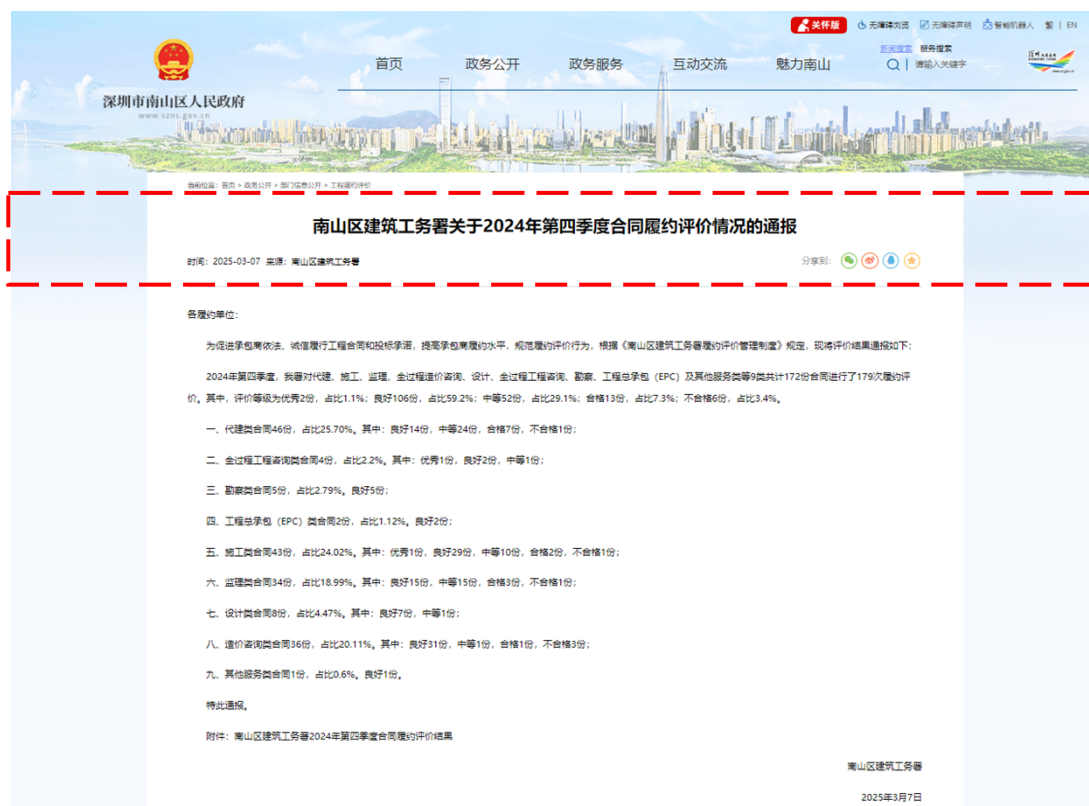 关怀版 无障碍浏览 无障碍声明 智能机器人 繁 | EN
新闻搜索 服务搜索
首页 政务公开 政务服务 互动交流 魅力南山 请输入关键字
深圳市南山区人民政府
www.szns.gov.cn
当前位置：首页 > 政务公开 > 部门信息公开 > 工程履约评价
南山区建筑工务署关于2024年第四季度合同履约评价情况的通报
时间：2025-03-07 来源：南山区建筑工务署 分享到：
各履约单位：
为促进承包商依法、诚信履行工程合同和投标承诺，提高承包商履约水平，规范履约评价行为，根据《南山区建筑工务署履约评价管理制度》规定，现将评价结果通报如下：
2024年第四季度，我署对代建、施工、监理、全过程造价咨询、设计、全过程工程咨询、勘察、工程总承包（EPC）及其他服务类等9类共计172份合同进行了179次履约评
价。其中，评价等级为优秀2份，占比1.1%；良好106份，占比59.2%；中等52份，占比29.1%；合格13份，占比7.3%；不合格6份，占比3.4%。
一、代建类合同46份，占比25.70%。其中：良好14份，中等24份，合格7份，不合格1份；
二、全过程工程咨询类合同4份，占比2.2%。其中：优秀1份，良好2份，中等1份；
三、勘察类合同5份，占比2.79%。良好5份；
四、工程总承包（EPC）类合同2份，占比1.12%。良好2份；
五、施工类合同43份，占比24.02%。其中：优秀1份，良好29份，中等10份，合格2份，不合格1份；
六、监理类合同34份，占比18.99%。其中：良好15份，中等15份，合格3份，不合格1份；
七、设计类合同8份，占比4.47%。其中：良好7份，中等1份；
八、造价咨询类合同36份，占比20.11%。其中：良好31份，中等1份，合格1份，不合格3份；
九、其他服务类合同1份，占比0.6%。良好1份。
特此通报。
附件：南山区建筑工务署2024年第四季度合同履约评价结果
南山区建筑工务署
2025年3月7日